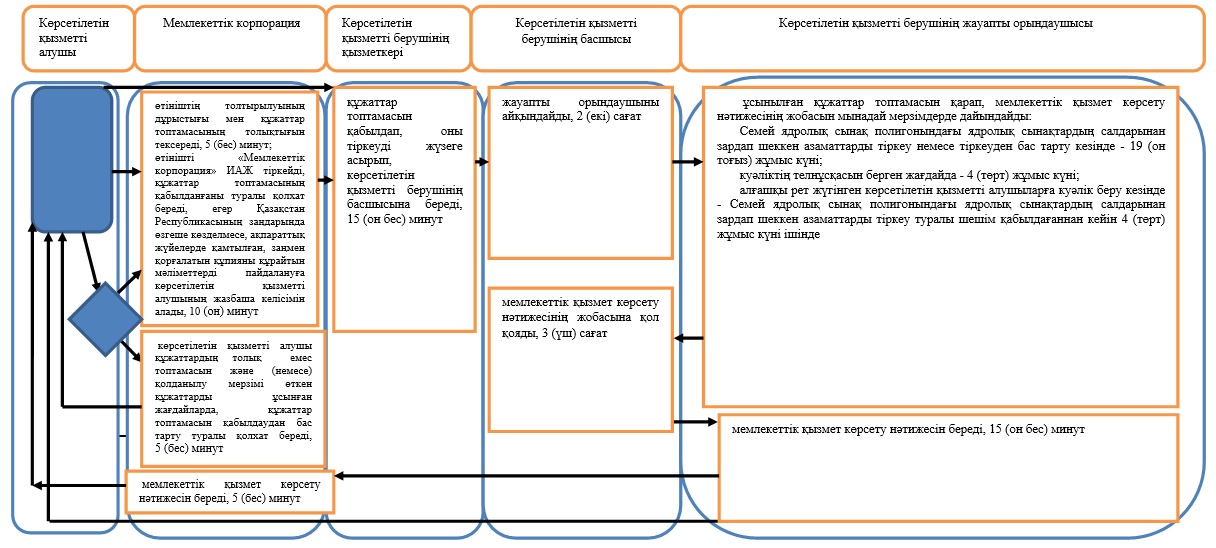 Көрсетілетін
қызметті
алушы
Мемлекеттік корпорация
Көрсетілетін
қызметті берушінің
қызметкері
Көрсетілетін қызметті
берушінің басшысы
Көрсетілетін қызметті берушінің жауапты орындаушысы
өтініштің толтырылуының
дұрыстығы мен құжаттар
топтамасының толықтығын
тексереді, 5 (бес) минут;
өтінішті «Мемлекеттік
корпорация» ИАЖ тіркейді,
құжаттар топтамасының
қабылданғаны туралы қолхат
береді, егер Қазақстан
Республикасының заңдарында
өзгеше көзделмесе, ақпараттық
жүйелерде қамтылған, заңмен
қорғалатын құпияны құрайтын
мәліметтерді пайдалануға
көрсетілетін қызметті
алушының жазбаша келісімін
алады, 10 (он) минут
көрсетілетін қызметті алушы
құжаттардың толық емес
топтамасын және (немесе)
қолданылу мерзімі өткен
құжаттарды ұсынған
жағдайларда, құжаттар
топтамасын қабылдаудан бас
тарту туралы қолхат береді,
5 (бес) минут
мемлекеттік қызмет көрсету
нәтижесін береді, 5 (бес) минут
құжаттар
топтамасын
қабылдап, оны
тіркеуді жүзеге
асырып,
көрсетілетін
қызметті берушінің
басшысына береді,
15 (он бес) минут
жауапты орындаушыны
айқындайды, 2 (екі) сағат
мемлекеттік қызмет көрсету
нәтижесінің жобасына қол
қояды, 3 (үш) сағат
ұсынылған құжаттар топтамасын қарап, мемлекеттік қызмет көрсету
нәтижесінің жобасын мынадай мерзімдерде дайындайды:
Семей ядролық сынақ полигонындағы ядролық сынақтардың салдарынан
зардап шеккен азаматтарды тіркеу немесе тіркеуден бас тарту кезінде - 19 (он
тоғыз) жұмыс күні;
куәліктің телнұсқасын берген жағдайда - 4 (төрт) жұмыс күні;
алғашқы рет жүгінген көрсетілетін қызметті алушыларға куәлік беру кезінде
- Семей ядролық сынақ полигонындағы ядролық сынақтардың салдарынан
зардап шеккен азаматтарды тіркеу туралы шешім қабылдағаннан кейін 4 (төрт)
жұмыс күні ішінде
мемлекеттік қызмет көрсету нәтижесін береді, 15 (он бес) минут